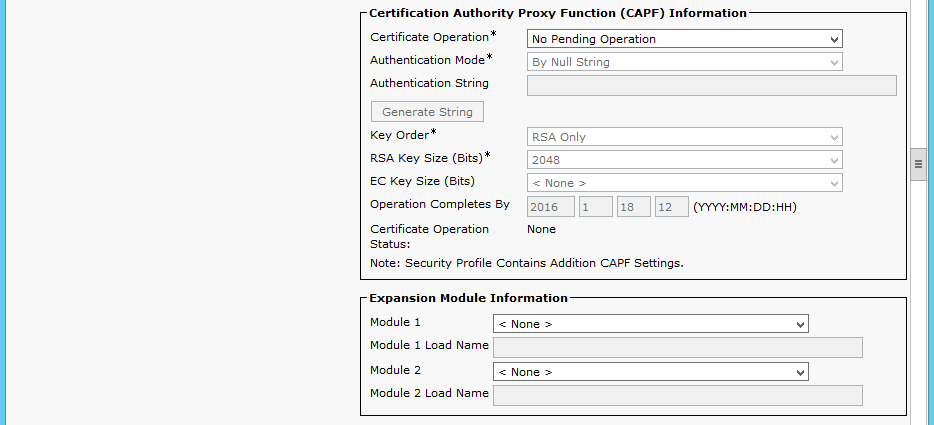 Certification Authority Proxy Function (CAPF) Information
Certificate Operation* No Pending Operation
Authentication Mode* By Null String
Authentication String
Generate String
Key Order* RSA Only
RSA Key Size (Bits)* 2048
EC Key Size (Bits) < None >
Operation Completes By 2016 1 18 12 (YYYY:MM:DD:HH)
Certificate Operation None
Status:
Note: Security Profile Contains Addition CAPF Settings.
Expansion Module Information
Module 1 < None >
Module 1 Load Name
Module 2 < None >
Module 2 Load Name